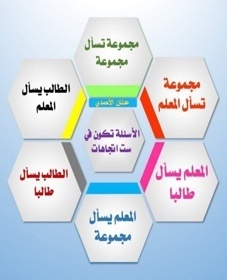 مجموعة تسأل
مجموعة
الطالب يسأل
المعلم
مجموعة
تسأل المعلم
عدنان الأحمدي
الأسئلة تكون في
ست اتجاهات
المعلم يسأل
طالبا
الطالب يسأل
طالبا
المعلم يسأل
مجموعة